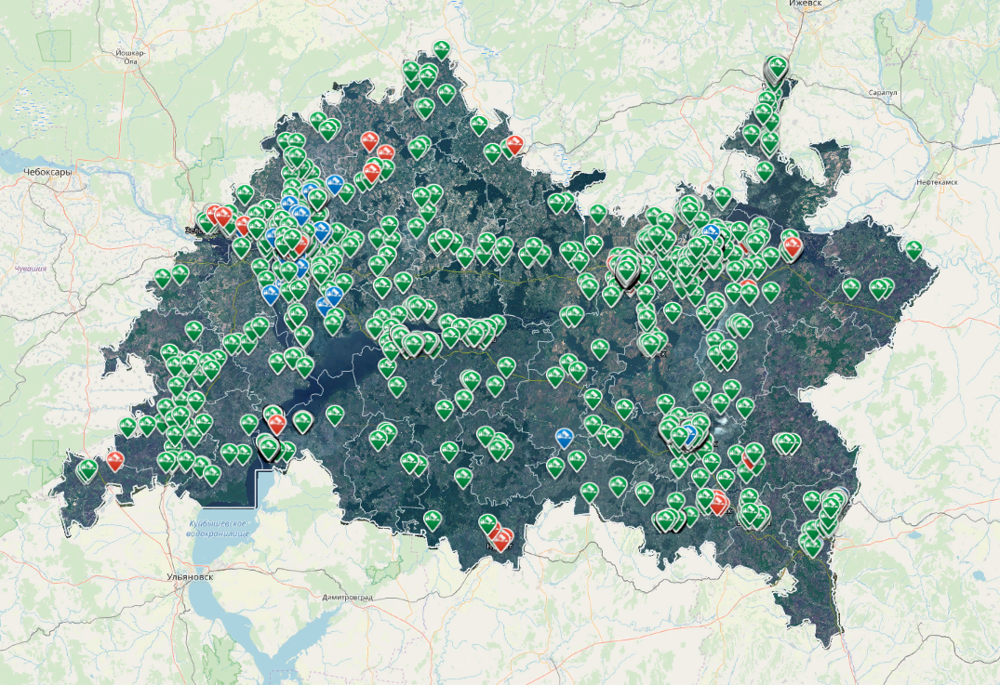 Ижевск
Йошкар-
Ола
Сарапул
Чебоксары
Нефтекамск
Чувашия
Куйбышевское
водохранилище
Ульяновск
Димитровград